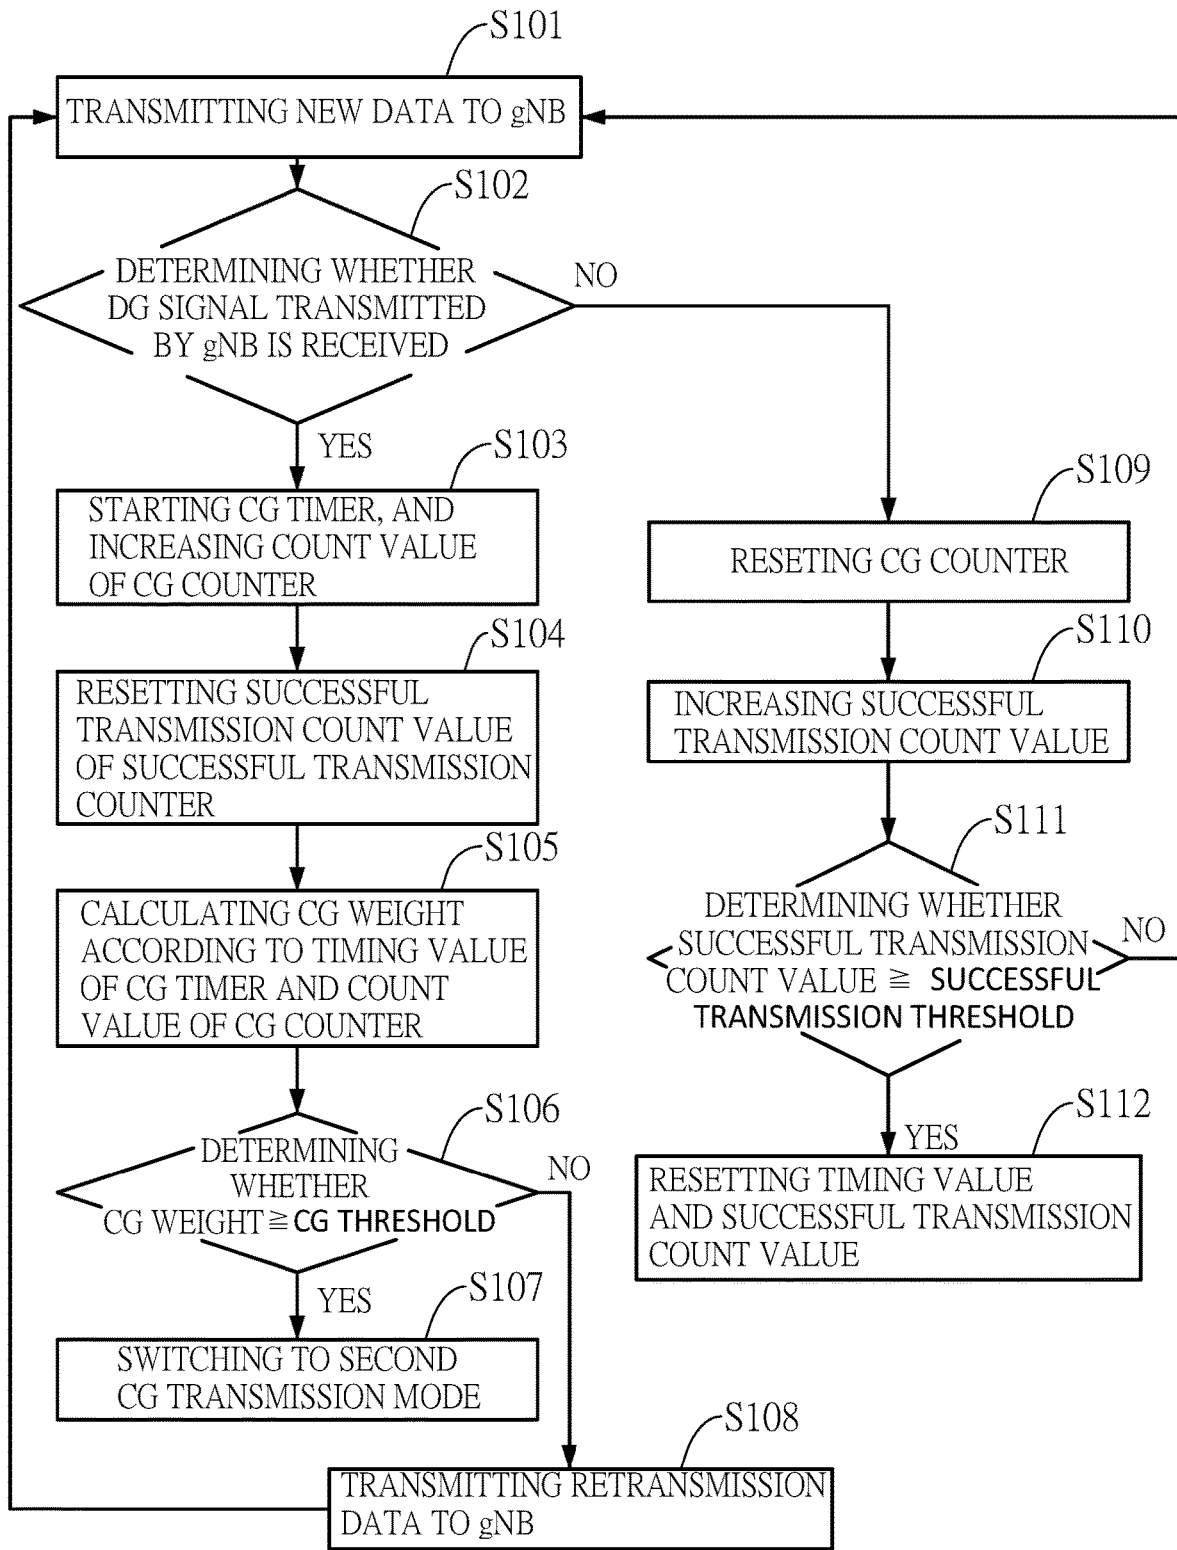 S101
TRANSMITTING NEW DATA TO gNB
S102
DETERMINING WHETHER
DG SIGNAL TRANSMITTED
BY gNB IS RECEIVED
NO
YES
S103
STARTING CG TIMER, AND
INCREASING COUNT VALUE
OF CG COUNTER
S104
RESETTING SUCCESSFUL
TRANSMISSION COUNT VALUE
OF SUCCESSFUL TRANSMISSION
COUNTER
S105
CALCULATING CG WEIGHT
ACCORDING TO TIMING VALUE
OF CG TIMER AND COUNT
VALUE OF CG COUNTER
S106
DETERMINING
WHETHER
CG WEIGHT ≧ CG THRESHOLD
NO
YES
S107
SWITCHING TO SECOND
CG TRANSMISSION MODE
S108
TRANSMITTING RETRANSMISSION
DATA TO gNB
S109
RESETING CG COUNTER
S110
INCREASING SUCCESSFUL
TRANSMISSION COUNT VALUE
S111
DETERMINING WHETHER
SUCCESSFUL TRANSMISSION
COUNT VALUE ≧ SUCCESSFUL
TRANSMISSION THRESHOLD
NO
YES
S112
RESETTING TIMING VALUE
AND SUCCESSFUL TRANSMISSION
COUNT VALUE